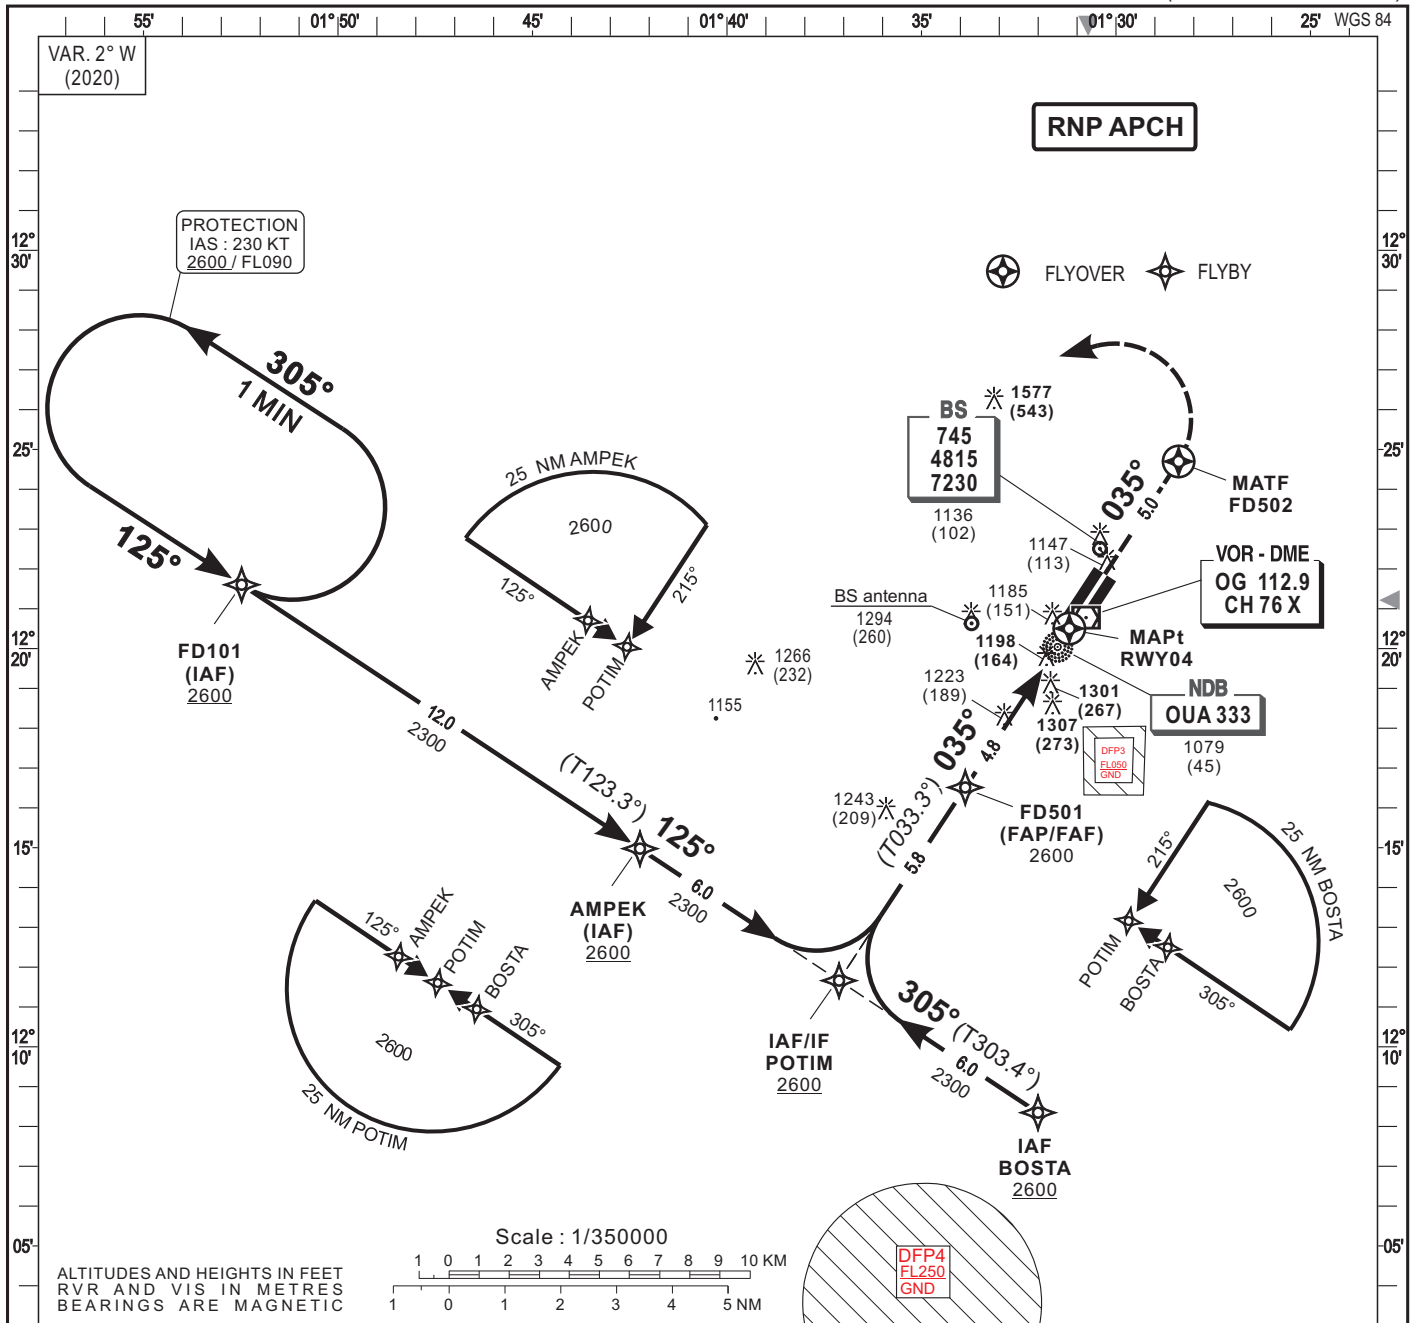 55'
01° 50'
45'
01° 40'
35'
01° 30'
25'
WGS 84
VAR. 2° W
(2020)
RNP APCH
PROTECTION
IAS : 230 KT
2600 / FL090
12°
30'
12°
30'
FLYOVER
FLYBY
305°
1 MIN
125°
1577
(543)
BS
745
4815
7230
1136
(102)
25'
25'
25 NM AMPEK
2600
125°
215°
AMPEK
POTIM
035°
5.0
MATF
FD502
1147
(113)
VOR - DME
OG 112.9
CH 76 X
BS antenna
1294
(260)
1185
(151)
MAPt
RWY04
1198
(164)
FD101
(IAF)
2600
12°
20'
12°
20'
1266
(232)
1155
1223
(189)
1301
(267)
1307
(273)
NDB
OUA 333
1079
(45)
DFP3
FL050
GND
12.0
2300
(T123.3°)
125°
035°
4.8
(T033.3°)
5.8
1243
(209)
FD501
(FAP/FAF)
2600
15'
15'
215°
25 NM BOSTA
2600
POTIM
BOSTA
305°
6.0
2300
AMPEK
(IAF)
2600
125°
AMPEK
POTIM
BOSTA
305°
2600
25 NM POTIM
305°
(T303.4°)
6.0
2300
IAF/IF
POTIM
2600
12°
10'
12°
10'
IAF
BOSTA
2600
05'
05'
Scale : 1/350000
1 0 1 2 3 4 5 6 7 8 9 10 KM
1 0 1 2 3 4 5 NM
ALTITUDES AND HEIGHTS IN FEET
RVR AND VIS IN METRES
BEARINGS ARE MAGNETIC
DFP4
FL250
GND